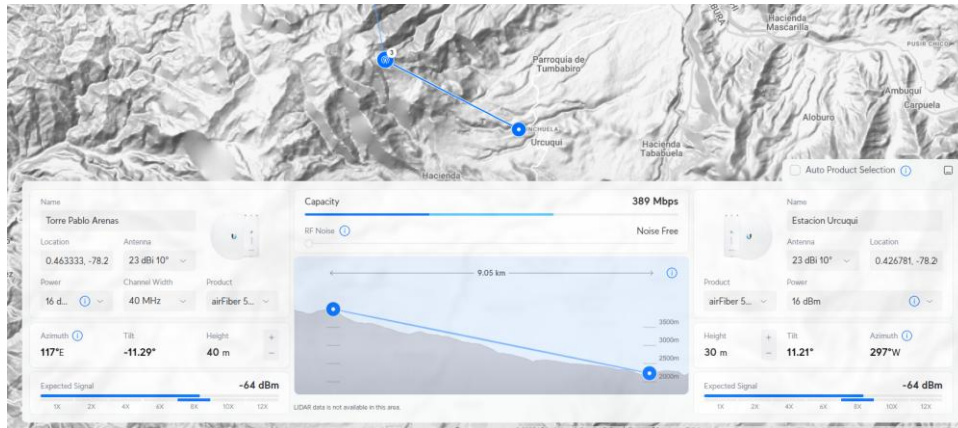 Hacienda
Mascarilla
PUSIR CHICO
Parroquia de
Tumbabiro
Ambuquí
Carpuela
Aloburo
INCHUELA
Urcuqui
Hacienda
Tababuela
Hacienda
Auto Product Selection
3
Name
Torre Pablo Arenas
Location
Antenna
0.463333, -78.2
23 dBi 10°
Power
Channel Width
Product
16 d...
40 MHz
airFiber 5...
Azimuth
Tilt
Height
117°E
-11.29°
40 m
+
−
Expected Signal
-64 dBm
1X 2X 4X 6X 8X 10X 12X
Capacity
389 Mbps
RF Noise
Noise Free
9.05 km
3500m
3000m
2500m
2000m
LIDAR data is not available in this area.
Name
Estacion Urcuqui
Antenna
Location
23 dBi 10°
0.426781, -78.2
Product
Power
airFiber 5...
16 dBm
Height
Tilt
Azimuth
30 m
+
−
11.21°
297°W
Expected Signal
-64 dBm
1X 2X 4X 6X 8X 10X 12X